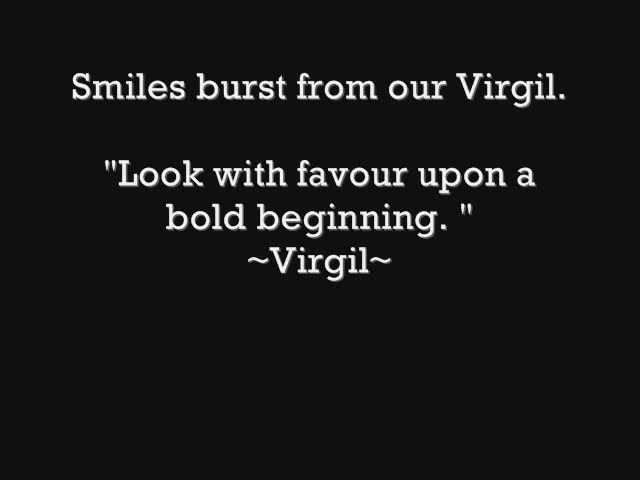 Smiles burst from our Virgil.
"Look with favour upon a
bold beginning. "
~Virgil~